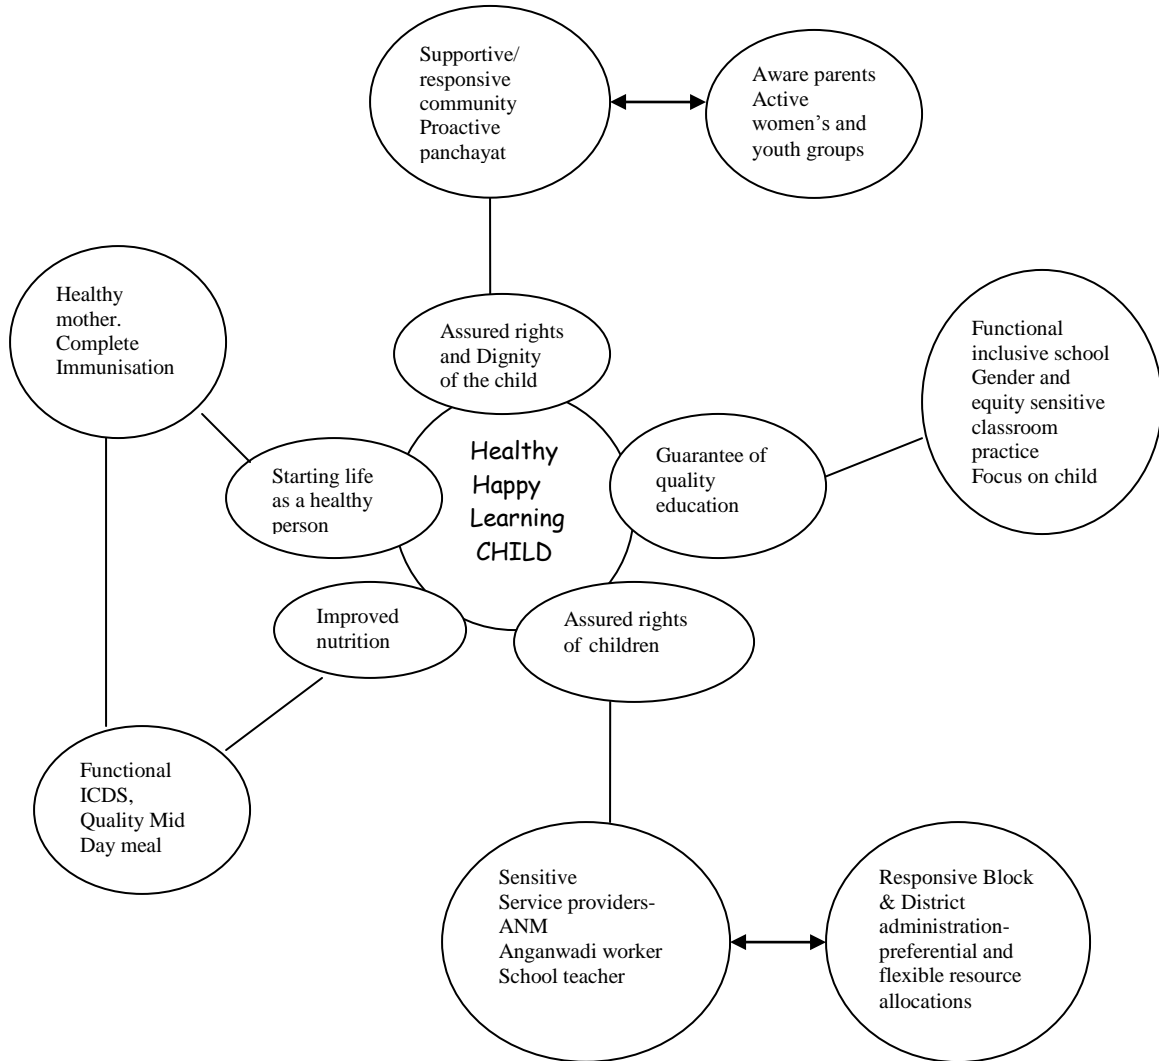 Supportive/
responsive
community
Proactive
panchayat
Aware parents
Active
women's and
youth groups
Healthy
mother.
Complete
Immunisation
Assured rights
and Dignity
of the child
Functional
inclusive school
Gender and
equity sensitive
classroom
practice
Focus on child
Healthy
Happy
Learning
CHILD
Guarantee of
quality
education
Starting life
as a healthy
person
Improved
nutrition
Assured rights
of children
Functional
ICDS,
Quality Mid
Day meal
Sensitive
Service providers-
ANM
Anganwadi worker
School teacher
Responsive Block
& District
administration-
preferential and
flexible resource
allocations